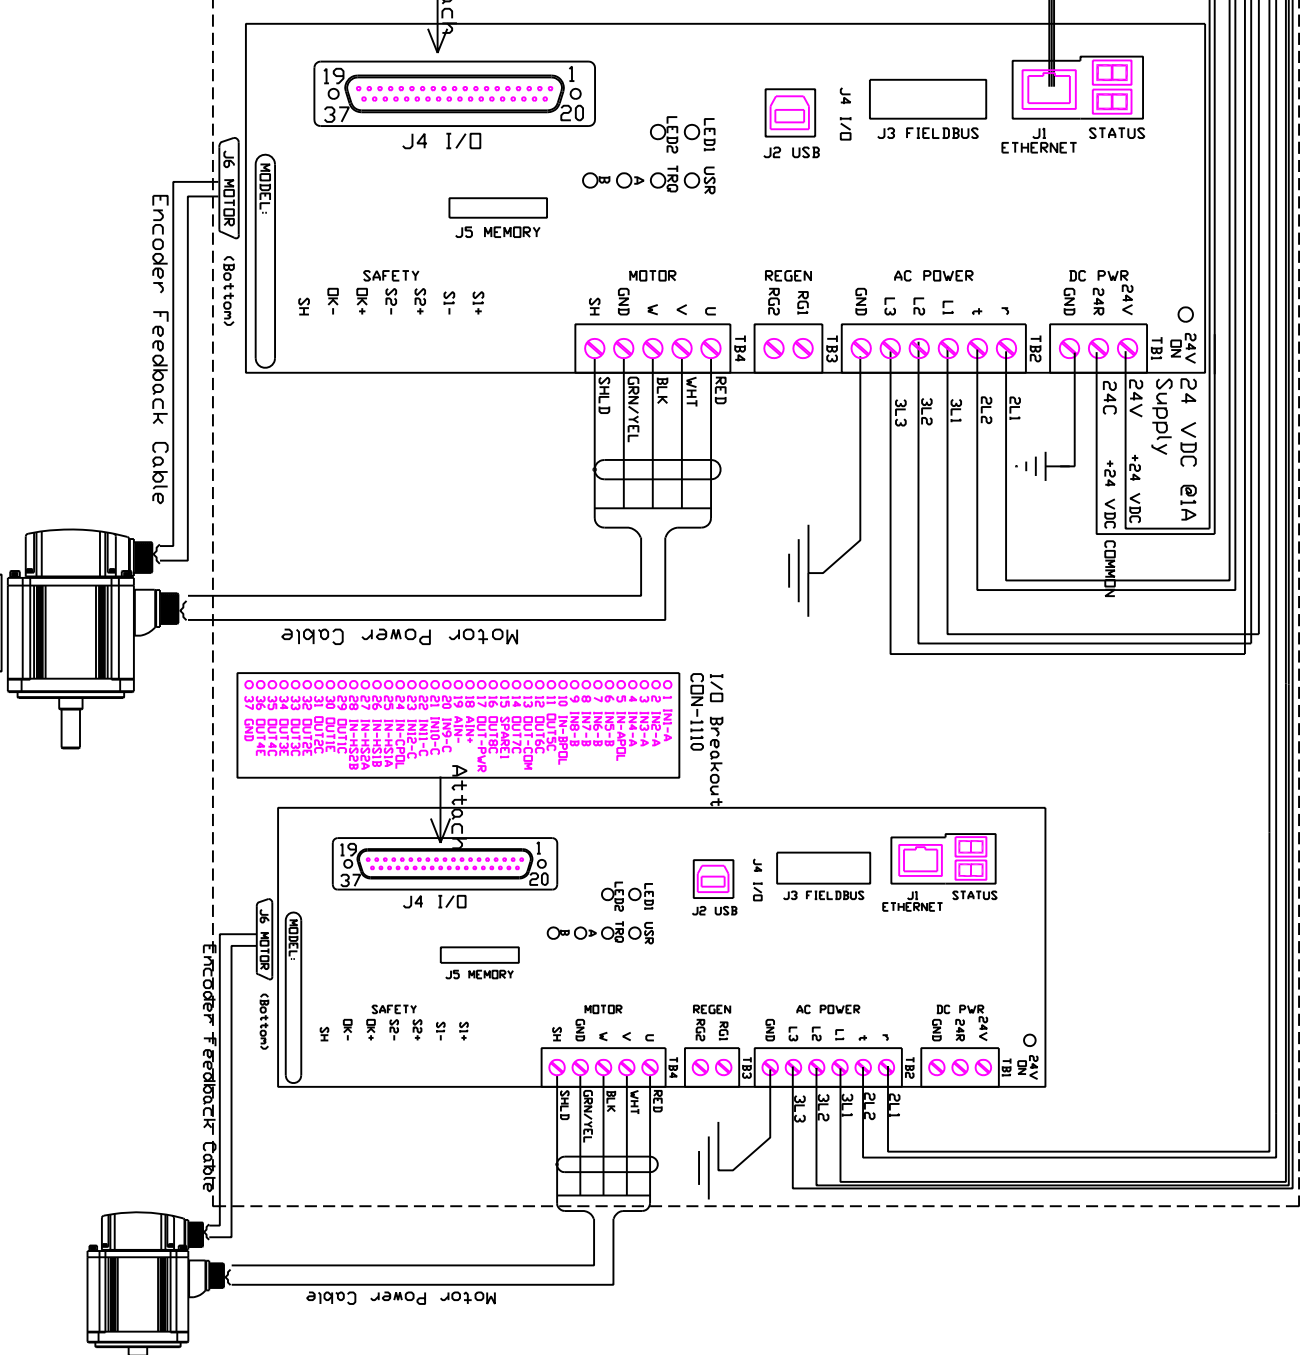 ach
19
1
37
20
J4 I/O
LED2
LED1
B
A
TRQ
USR
J2 USB
J4 I/O
J3 FIELDBUS
J1
ETHERNET
STATUS
J6 MOTOR
(Bottom)
MODEL:
J5 MEMORY
SAFETY
SH
OK-
OK+
S2-
S2+
S1-
S1+
MOTOR
SH
GND
W
V
U
TB4
REGEN
RG2
RG1
TB3
AC POWER
GND
L3
L2
L1
t
r
TB2
DC PWR
GND
24R
24V
TB1
24V
ON
SHLD
GRN/YEL
BLK
WHT
RED
3L3
3L2
3L1
2L2
2L1
24C
24V
+24 VDC COMMON
+24 VDC
24 VDC @1A
Supply
Encoder Feedback Cable
Motor Power Cable
I/O Breakout
CON-1110
1 IN1-A
2 IN2-A
3 IN3-A
4 IN4-A
5 IN-APOL
6 IN5-B
7 IN6-B
8 IN7-B
9 IN8-B
10 IN-BPOL
11 OUT5C
12 OUT6C
13 OUT-COM
14 OUT7C
15 SPARE1
16 OUT8C
17 OUT-PWR
18 AIN+
19 AIN-
20 IN9-C
21 IN10-C
22 IN11-C
23 IN12-C
24 IN-CPOL
25 IN-HS1A
26 IN-HS1B
27 IN-HS2A
28 IN-HS2B
29 OUT1C
30 OUT1E
31 OUT2C
32 OUT2E
33 OUT3C
34 OUT3E
35 OUT4C
36 OUT4E
37 GND
Attach
19
1
37
20
J4 I/O
LED2
LED1
B
A
TRQ
USR
J2 USB
J4 I/O
J3 FIELDBUS
J1
ETHERNET
STATUS
J6 MOTOR
(Bottom)
MODEL:
J5 MEMORY
SAFETY
SH
OK-
OK+
S2-
S2+
S1-
S1+
MOTOR
SH
GND
W
V
U
TB4
REGEN
RG2
RG1
TB3
AC POWER
GND
L3
L2
L1
t
r
TB2
DC PWR
GND
24R
24V
TB1
24V
ON
SHLD
GRN/YEL
BLK
WHT
RED
3L3
3L2
3L1
2L2
2L1
Encoder Feedback Cable
Motor Power Cable